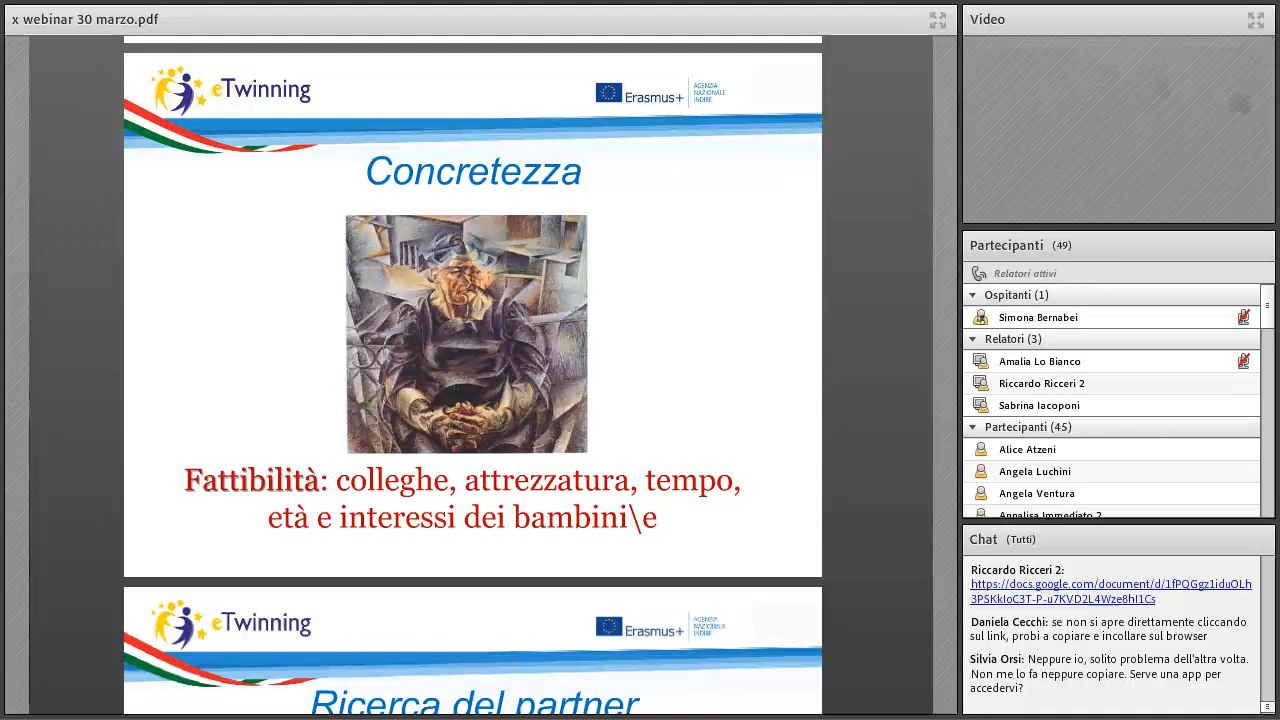 x webinar 30 marzo.pdf
eTwinning
Erasmus+
AGENZIA
NAZIONALE
INDIRE
Concretezza
Fattibilità: colleghe, attrezzatura, tempo,
età e interessi dei bambini\e
eTwinning
Erasmus+
AGENZIA
NAZIONALE
INDIRE
Ricerca del partner
Video
Partecipanti (49)
Relatori attivi
Ospitanti (1)
Simona Bernabei
Relatori (3)
Amalia Lo Bianco
Riccardo Ricceri 2
Sabrina Iacoponi
Partecipanti (45)
Alice Atzeni
Angela Luchini
Angela Ventura
Annalisa Immediato 2
Chat (Tutti)
Riccardo Ricceri 2:
https://docs.google.com/document/d/1fPQGgz1iduOLh
3PSKkIoC3T-P-u7KVD2L4Wze8hI1Cs
Daniela Cecchi: se non si apre direttamente cliccando
sul link, probi a copiare e incollare sul browser
Silvia Orsi: Neppure io, solito problema dell'altra volta.
Non me lo fa neppure copiare. Serve una app per
accedervi?